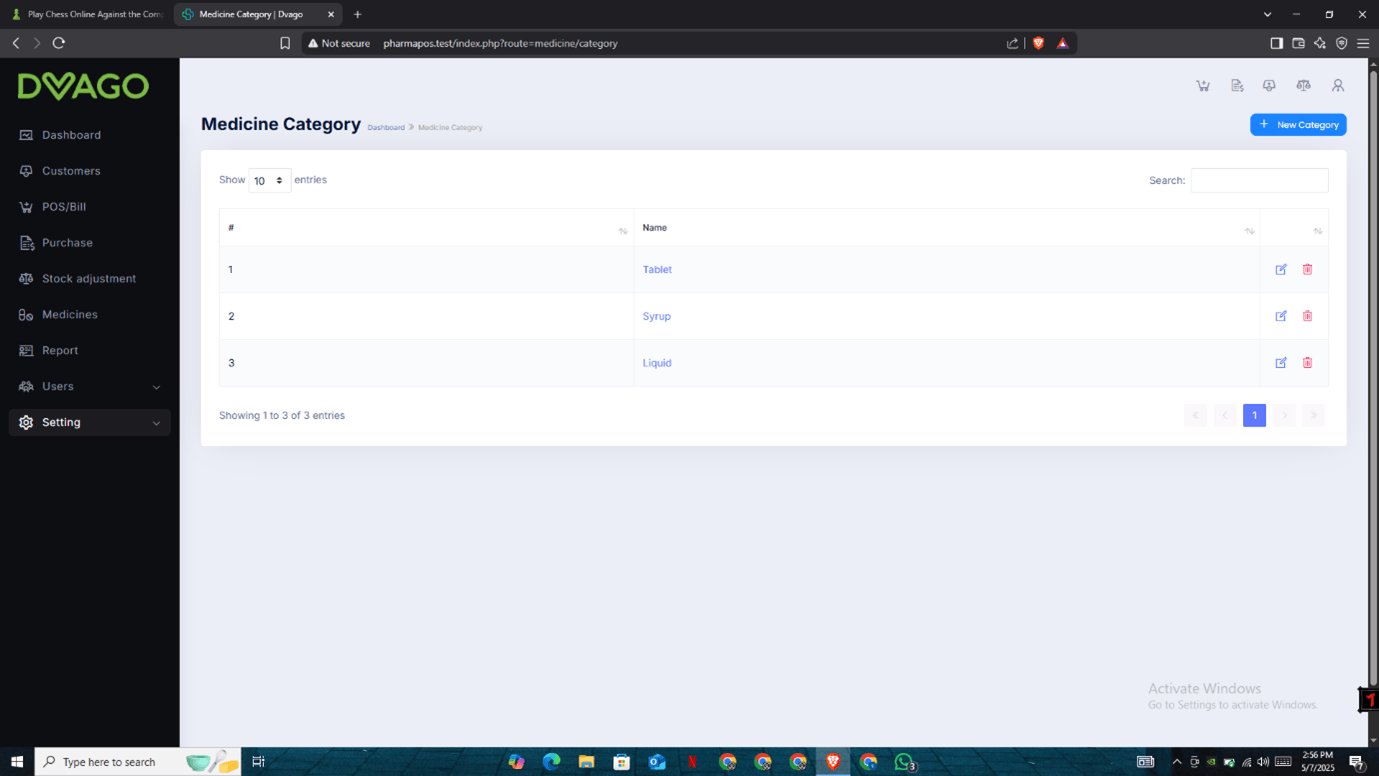 Play Chess Online Against the Comp
Medicine Category | Dvago
Not secure pharmapos.test/index.php?route=medicine/category
DVAGO
Dashboard
Customers
POS/Bill
Purchase
Stock adjustment
Medicines
Report
Users
Setting
Medicine Category Dashboard Medicine Category
+ New Category
Show 10 entries
Search:
# Name
1 Tablet
2 Syrup
3 Liquid
Showing 1 to 3 of 3 entries
« ‹ 1 › »
Activate Windows
Go to Settings to activate Windows.
Type here to search
3
2:56 PM
5/7/2025
7